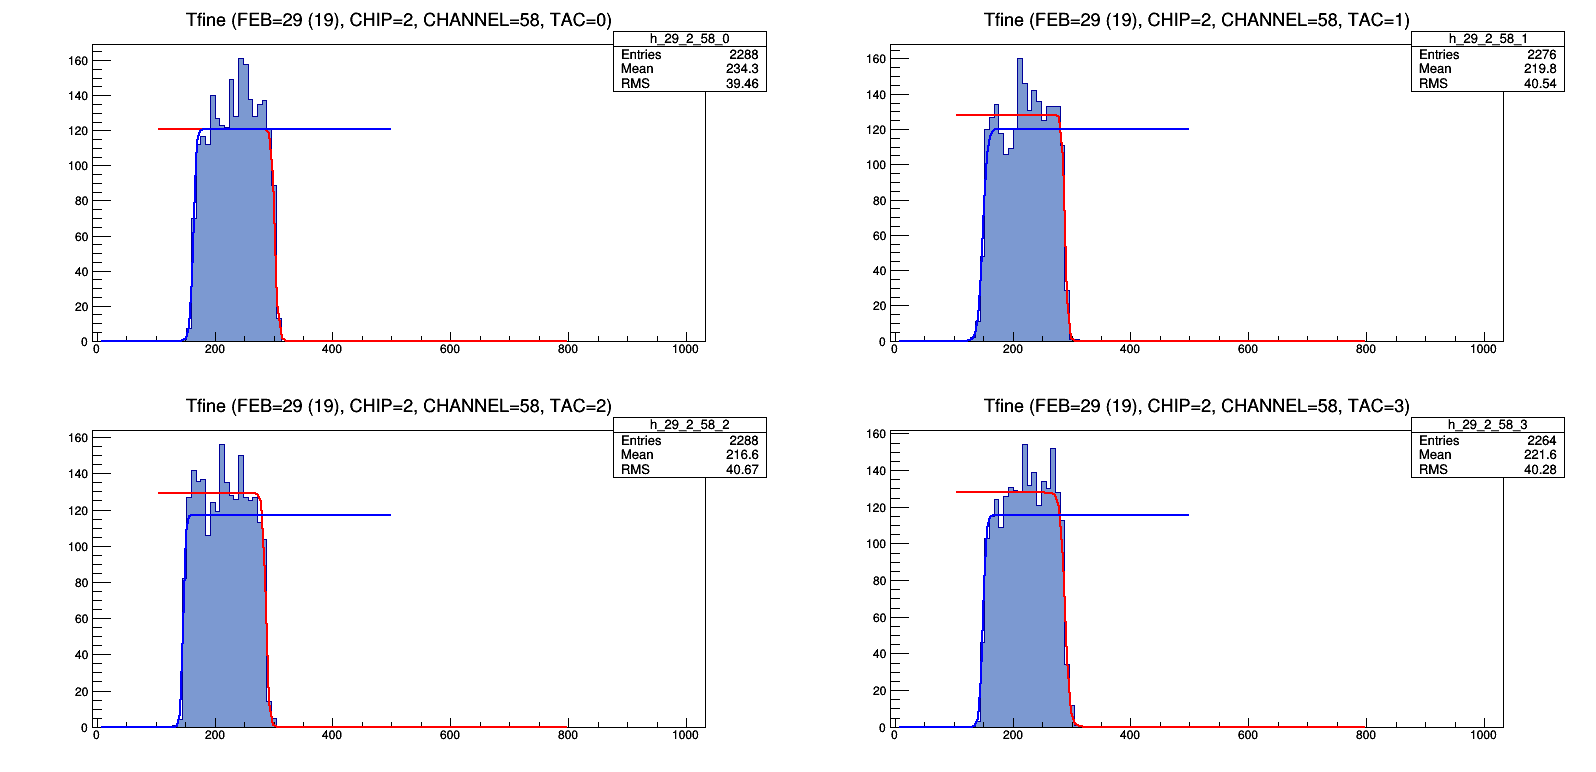 Tfine (FEB=29 (19), CHIP=2, CHANNEL=58, TAC=0)
h_29_2_58_0
Entries 2288
Mean 234.3
RMS 39.46
160
140
120
100
80
60
40
20
0
0 200 400 600 800 1000
Tfine (FEB=29 (19), CHIP=2, CHANNEL=58, TAC=1)
h_29_2_58_1
Entries 2276
Mean 219.8
RMS 40.54
160
140
120
100
80
60
40
20
0
0 200 400 600 800 1000
Tfine (FEB=29 (19), CHIP=2, CHANNEL=58, TAC=2)
h_29_2_58_2
Entries 2288
Mean 216.6
RMS 40.67
160
140
120
100
80
60
40
20
0
0 200 400 600 800 1000
Tfine (FEB=29 (19), CHIP=2, CHANNEL=58, TAC=3)
h_29_2_58_3
Entries 2264
Mean 221.6
RMS 40.28
160
140
120
100
80
60
40
20
0
0 200 400 600 800 1000